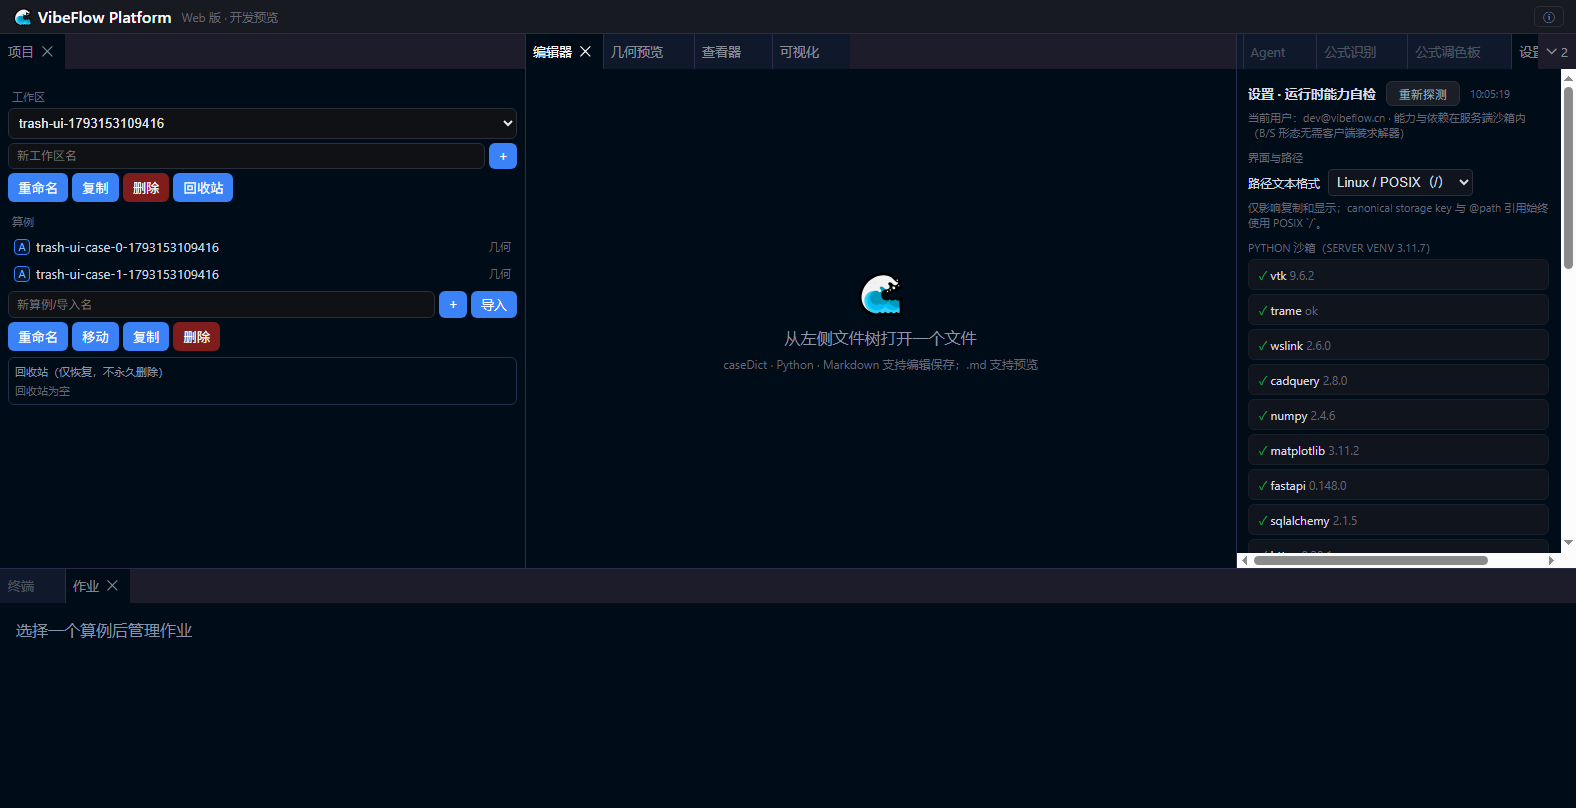 VibeFlow Platform Web 版 · 开发预览
项目
工作区
trash-ui-1793153109416
新工作区名
+
重命名 复制 删除 回收站
算例
A trash-ui-case-0-1793153109416 几何
A trash-ui-case-1-1793153109416 几何
新算例/导入名
+ 导入
重命名 移动 复制 删除
回收站（仅恢复，不永久删除）
回收站为空
编辑器 几何预览 查看器 可视化
从左侧文件树打开一个文件
caseDict · Python · Markdown 支持编辑保存；.md 支持预览
Agent 公式识别 公式调色板 设 2
设置 · 运行时能力自检 重新探测 10:05:19
当前用户：dev@vibeflow.cn · 能力与依赖在服务端沙箱内
（B/S 形态无需客户端装求解器）
界面与路径
路径文本格式 Linux / POSIX（/）
仅影响复制和显示；canonical storage key 与 @path 引用始终
使用 POSIX `/`。
PYTHON 沙箱（SERVER VENV 3.11.7）
✓ vtk 9.6.2
✓ trame ok
✓ wslink 2.6.0
✓ cadquery 2.8.0
✓ numpy 2.4.6
✓ matplotlib 3.11.2
✓ fastapi 0.148.0
✓ sqlalchemy 2.1.5
终端 作业
选择一个算例后管理作业